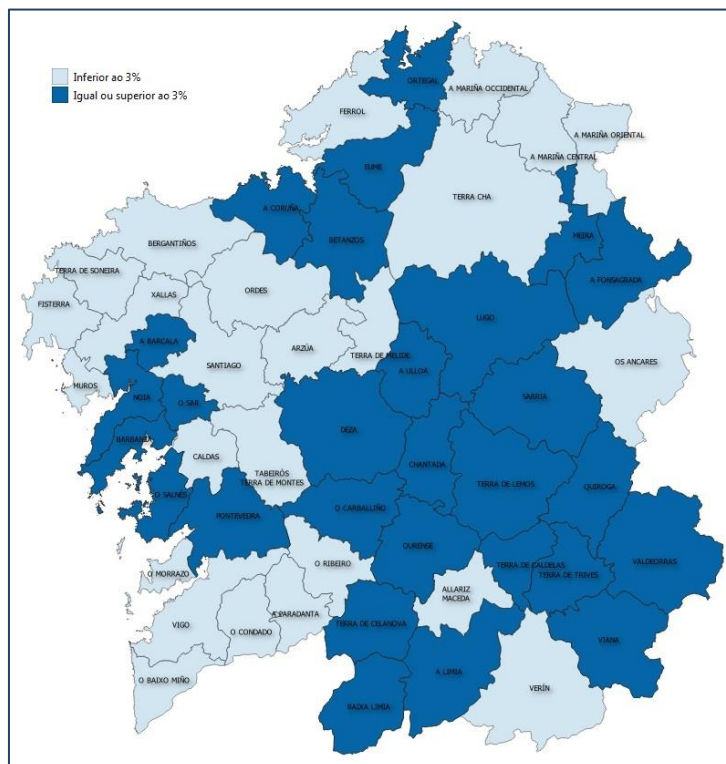 Inferior ao 3%
Igual ou superior ao 3%
ORTEGAL
A MARIÑA OCCIDENTAL
FERROL
A MARIÑA ORIENTAL
A MARIÑA CENTRAL
EUME
TERRA CHA
A CORUÑA
BETANZOS
MEIRA
BERGANTIÑOS
TERRA DE SONEIRA
A FONSAGRADA
XALLAS
ORDES
FISTERRA
LUGO
A BARCALA
ARZÚA
TERRA DE MELIDE
OS ANCARES
SANTIAGO
A ULLOA
MUROS
NOIA
O SAR
SARRIA
DEZA
BARBANZA
CALDAS
CHANTADA
TABEIRÓS
TERRA DE MONTES
TERRA DE LEMOS
QUIROGA
O SALNÉS
O CARBALLIÑO
PONTEVEDRA
OURENSE
O RIBEIRO
TERRA DE CALDELAS
VALDEORRAS
O MORRAZO
TERRA DE TRIVES
ALLARIZ
MACEDA
A PARADANTA
VIGO
TERRA DE CELANOVA
O CONDADO
VIANA
A LIMIA
O BAIXO MIÑO
VERÍN
BAIXA LIMIA